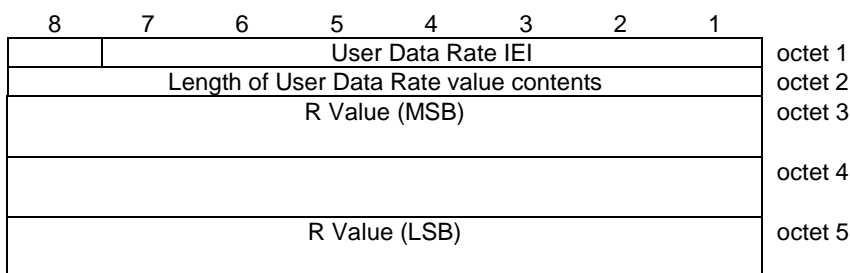 8 7 6 5 4 3 2 1
User Data Rate IEI octet 1
Length of User Data Rate value contents octet 2
R Value (MSB) octet 3
octet 4
R Value (LSB) octet 5